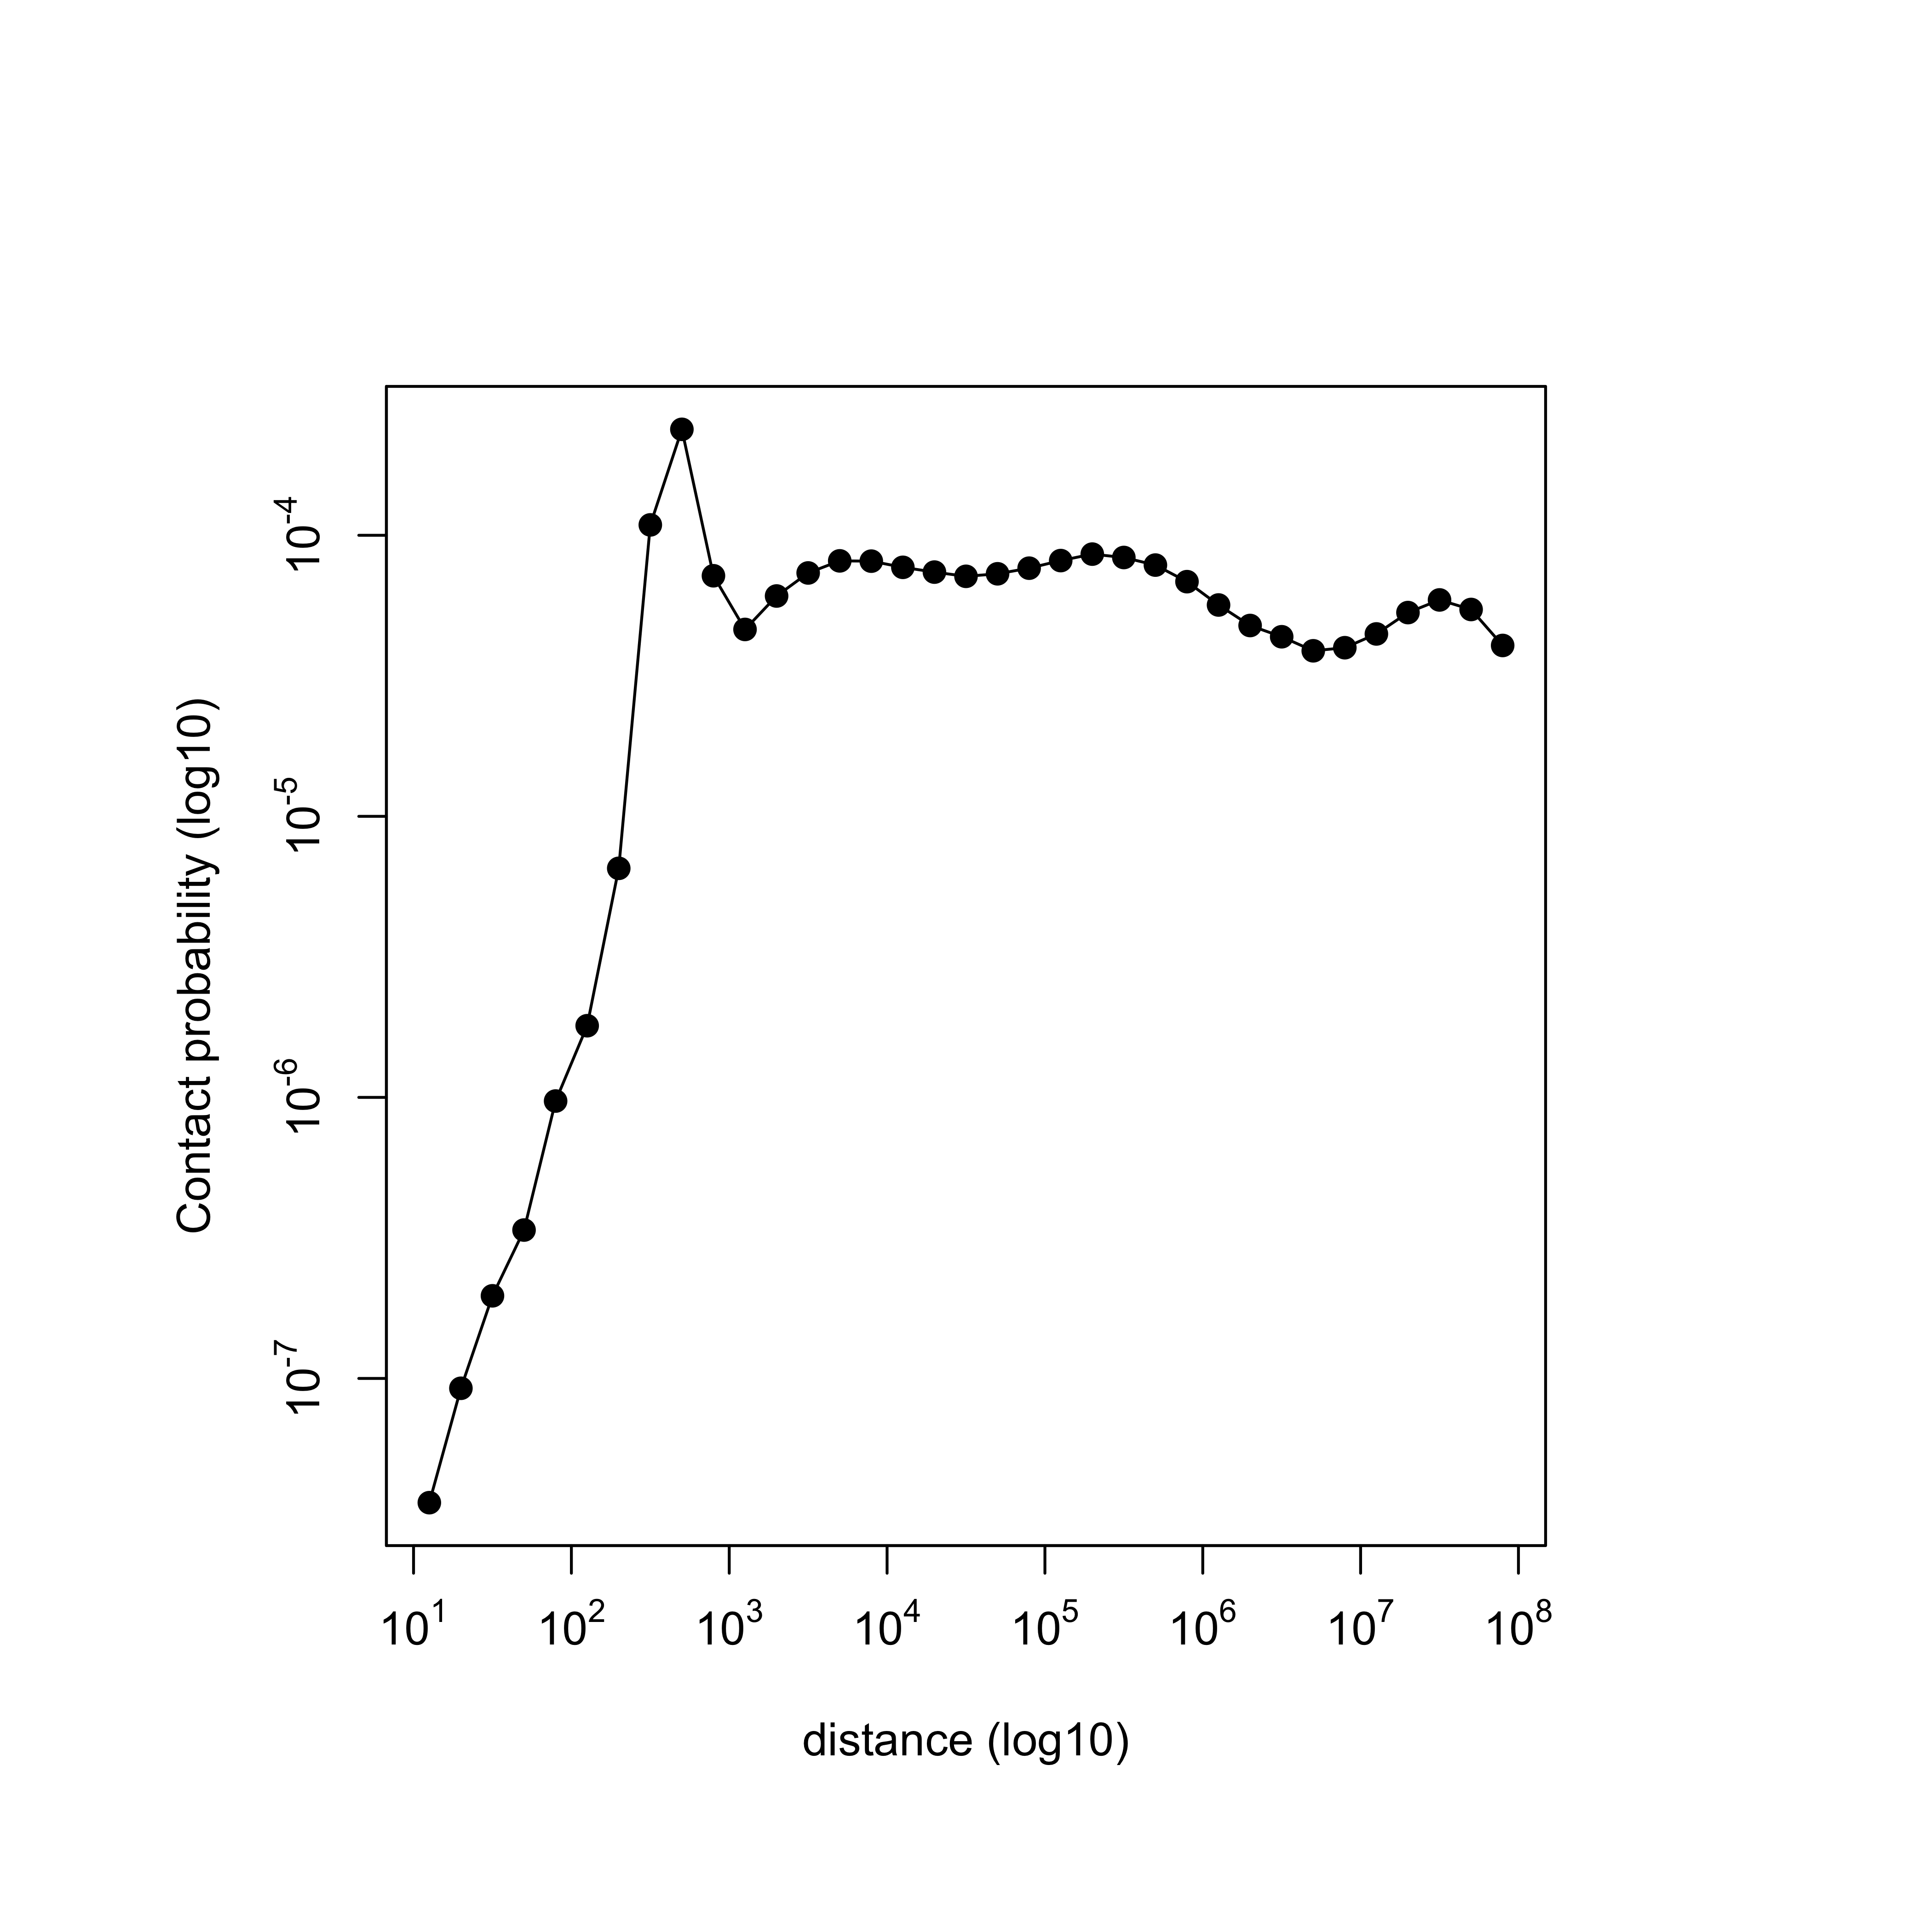 Contact probability (log10)
10⁻⁴
10⁻⁵
10⁻⁶
10⁻⁷
10¹ 10² 10³ 10⁴ 10⁵ 10⁶ 10⁷ 10⁸
distance (log10)